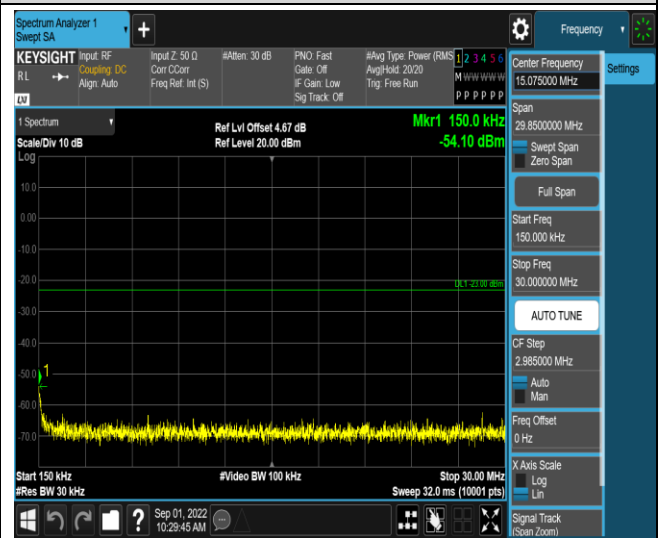 Spectrum Analyzer 1
Swept SA
Frequency
KEYSIGHT
RL
LXI
Input: RF
Coupling: DC
Align: Auto
Input Z: 50 Ω
Corr CCorr
Freq Ref: Int (S)
#Atten: 30 dB
PNO: Fast
Gate: Off
IF Gain: Low
Sig Track: Off
#Avg Type: Power (RMS
Avg|Hold: 20/20
Trig: Free Run
1 2 3 4 5 6
M W W W W W
P P P P P P
1 Spectrum
Scale/Div 10 dB
Ref Lvl Offset 4.67 dB
Ref Level 20.00 dBm
Mkr1 150.0 kHz
-54.10 dBm
Log
10.0
0.00
-10.0
-20.0
DL1 -23.00 dBm
-30.0
-40.0
-50.0
1
-60.0
-70.0
Start 150 kHz
#Video BW 100 kHz
Stop 30.00 MHz
#Res BW 30 kHz
Sweep 32.0 ms (10001 pts)
Sep 01, 2022
10:29:45 AM
Center Frequency
15.075000 MHz
Settings
Span
29.8500000 MHz
Swept Span
Zero Span
Full Span
Start Freq
150.000 kHz
Stop Freq
30.000000 MHz
AUTO TUNE
CF Step
2.985000 MHz
Auto
Man
Freq Offset
0 Hz
X Axis Scale
Log
Lin
Signal Track
(Span Zoom)